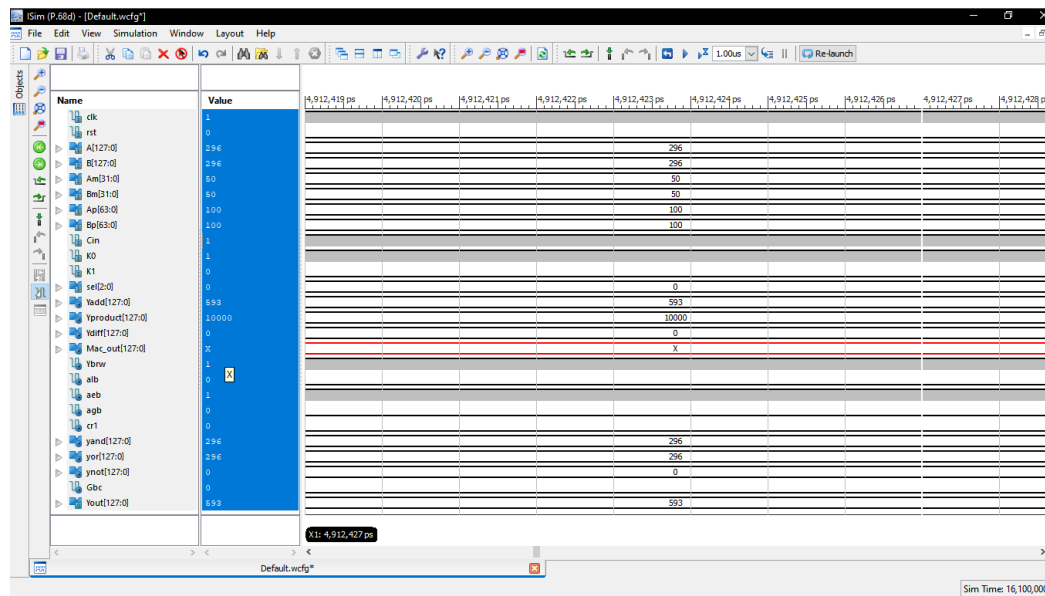 ISim (P.68d) - [Default.wcfg*]
File Edit View Simulation Window Layout Help
1.00us Re-launch
Objects
Name Value 4,912,419 ps 4,912,420 ps 4,912,421 ps 4,912,422 ps 4,912,423 ps 4,912,424 ps 4,912,425 ps 4,912,426 ps 4,912,427 ps 4,912,428 p
clk 1
rst 0
A[127:0] 296 296
B[127:0] 296 296
Am[31:0] 50 50
Bm[31:0] 50 50
Ap[63:0] 100 100
Bp[63:0] 100 100
Cin 1
K0 1
K1 0
sel[2:0] 0 0
Yadd[127:0] 593 593
Yproduct[127:0] 10000 10000
Ydiff[127:0] 0 0
Mac_out[127:0] X X
Ybrw 1
X
alb 0
aeb 1
agb 0
cr1 0
yand[127:0] 296 296
yor[127:0] 296 296
ynot[127:0] 0 0
Gbc 0
Yout[127:0] 593 593
X1: 4,912,427 ps
Default.wcfg*
Sim Time: 16,100,000